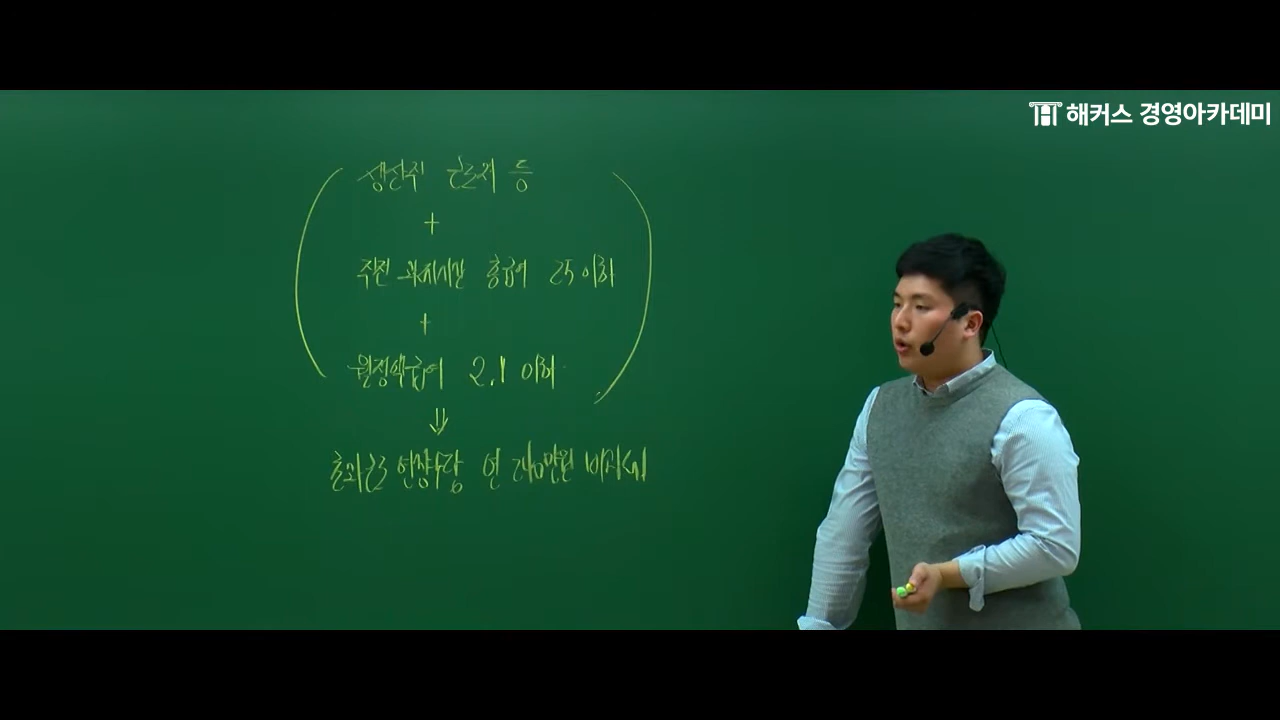 해커스 경영아카데미
생산직 근로자 등
+
직전 과세기간 총급여 25 이하
+
월정액급여 2.1 이하
⇓
초과근로 연장수당 연 240만원 비과세